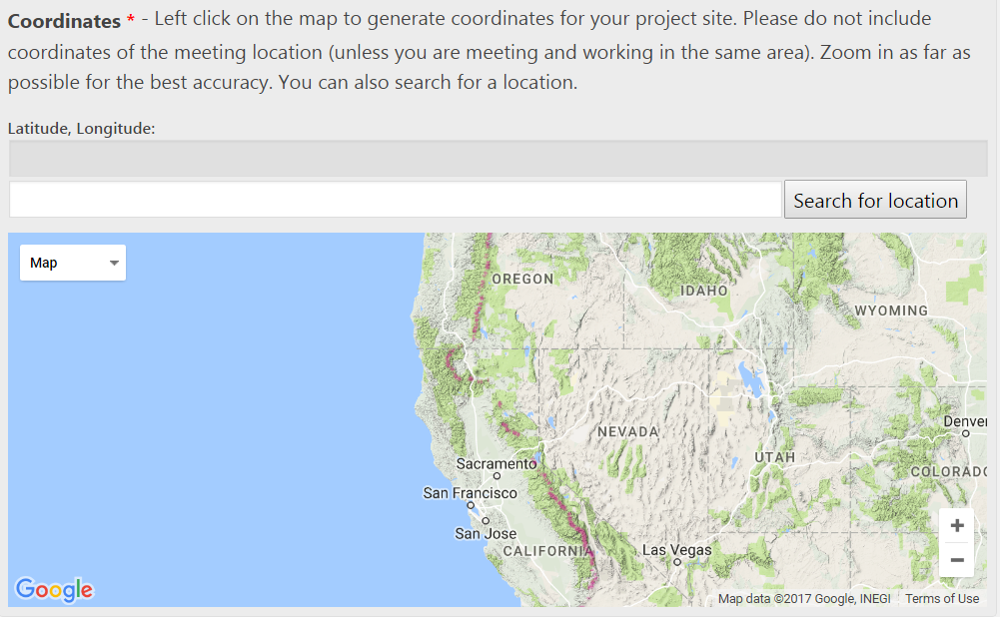 Coordinates * - Left click on the map to generate coordinates for your project site. Please do not include
coordinates of the meeting location (unless you are meeting and working in the same area). Zoom in as far as
possible for the best accuracy. You can also search for a location.
Latitude, Longitude:
Search for location
Map
OREGON
IDAHO
WYOMING
Denver
NEVADA
Sacramento
UTAH
COLORADO
San Francisco
+
San Jose
CALIFORNIA
Las Vegas
−
Google
Map data ©2017 Google, INEGI
Terms of Use